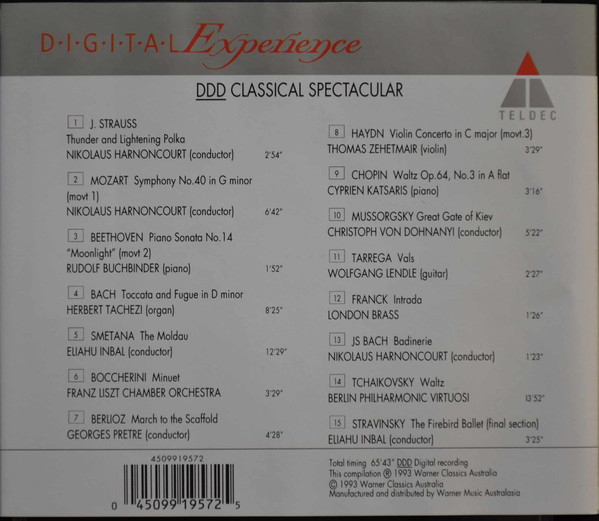 D·I·G·I·T·A·L Experience
DDD CLASSICAL SPECTACULAR
TELDEC
1 J. STRAUSS
Thunder and Lightening Polka
NIKOLAUS HARNONCOURT (conductor) 2'54"
2 MOZART Symphony No.40 in G minor
(movt 1)
NIKOLAUS HARNONCOURT (conductor) 6'42"
3 BEETHOVEN Piano Sonata No.14
"Moonlight" (movt 2)
RUDOLF BUCHBINDER (piano) 1'52"
4 BACH Toccata and Fugue in D minor
HERBERT TACHEZI (organ) 8'25"
5 SMETANA The Moldau
ELIAHU INBAL (conductor) 12'29"
6 BOCCHERINI Minuet
FRANZ LISZT CHAMBER ORCHESTRA 3'29"
7 BERLIOZ March to the Scaffold
GEORGES PRETRE (conductor) 4'28"
8 HAYDN Violin Concerto in C major (movt.3)
THOMAS ZEHETMAIR (violin) 3'29"
9 CHOPIN Waltz Op.64, No.3 in A flat
CYPRIEN KATSARIS (piano) 3'16"
10 MUSSORGSKY Great Gate of Kiev
CHRISTOPH VON DOHNANYI (conductor) 5'22"
11 TARREGA Vals
WOLFGANG LENDLE (guitar) 2'27"
12 FRANCK Intrada
LONDON BRASS 1'26"
13 JS BACH Badinerie
NIKOLAUS HARNONCOURT (conductor) 1'23"
14 TCHAIKOVSKY Waltz
BERLIN PHILHARMONIC VIRTUOSI 13'52"
15 STRAVINSKY The Firebird Ballet (final section)
ELIAHU INBAL (conductor) 3'25"
4509919572
0 45099 19572 5
Total timing 65'43" DDD Digital recording
This compilation ℗ 1993 Warner Classics Australia
© 1993 Warner Classics Australia
Manufactured and distributed by Warner Music Australasia